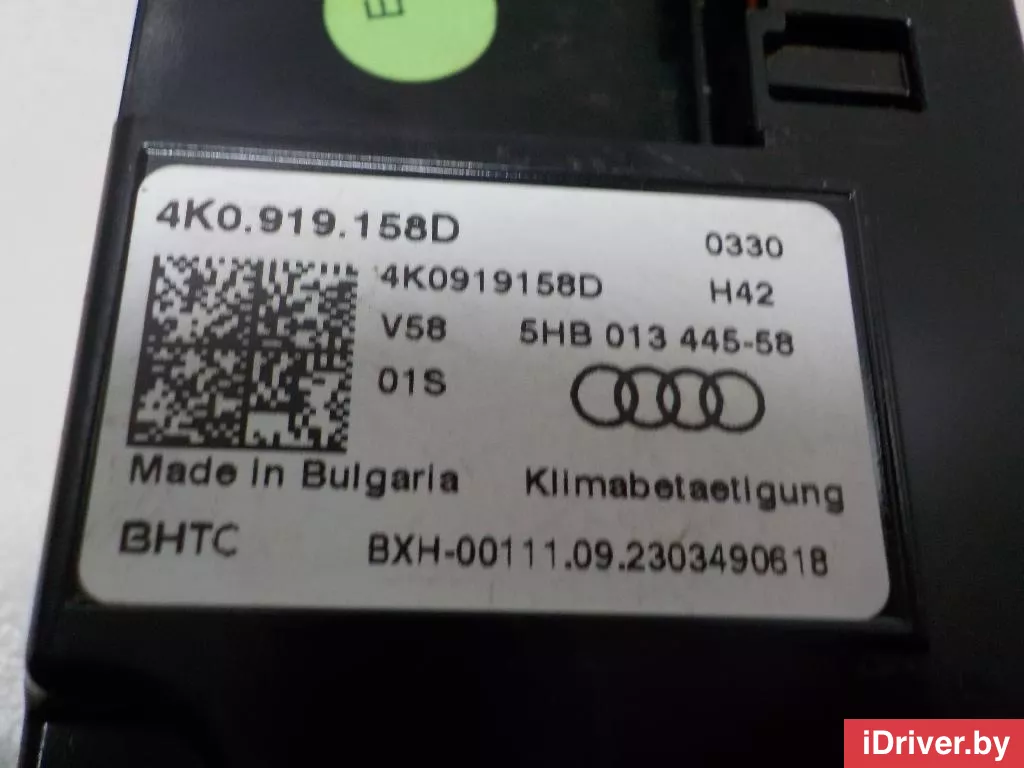 E
4K0.919.158D
0330
4K0919158D
H42
V58
5HB 013 445-58
01S
Made in Bulgaria
Klimabetaetigung
BHTC
BXH-00111.09.2303490618
iDriver.by